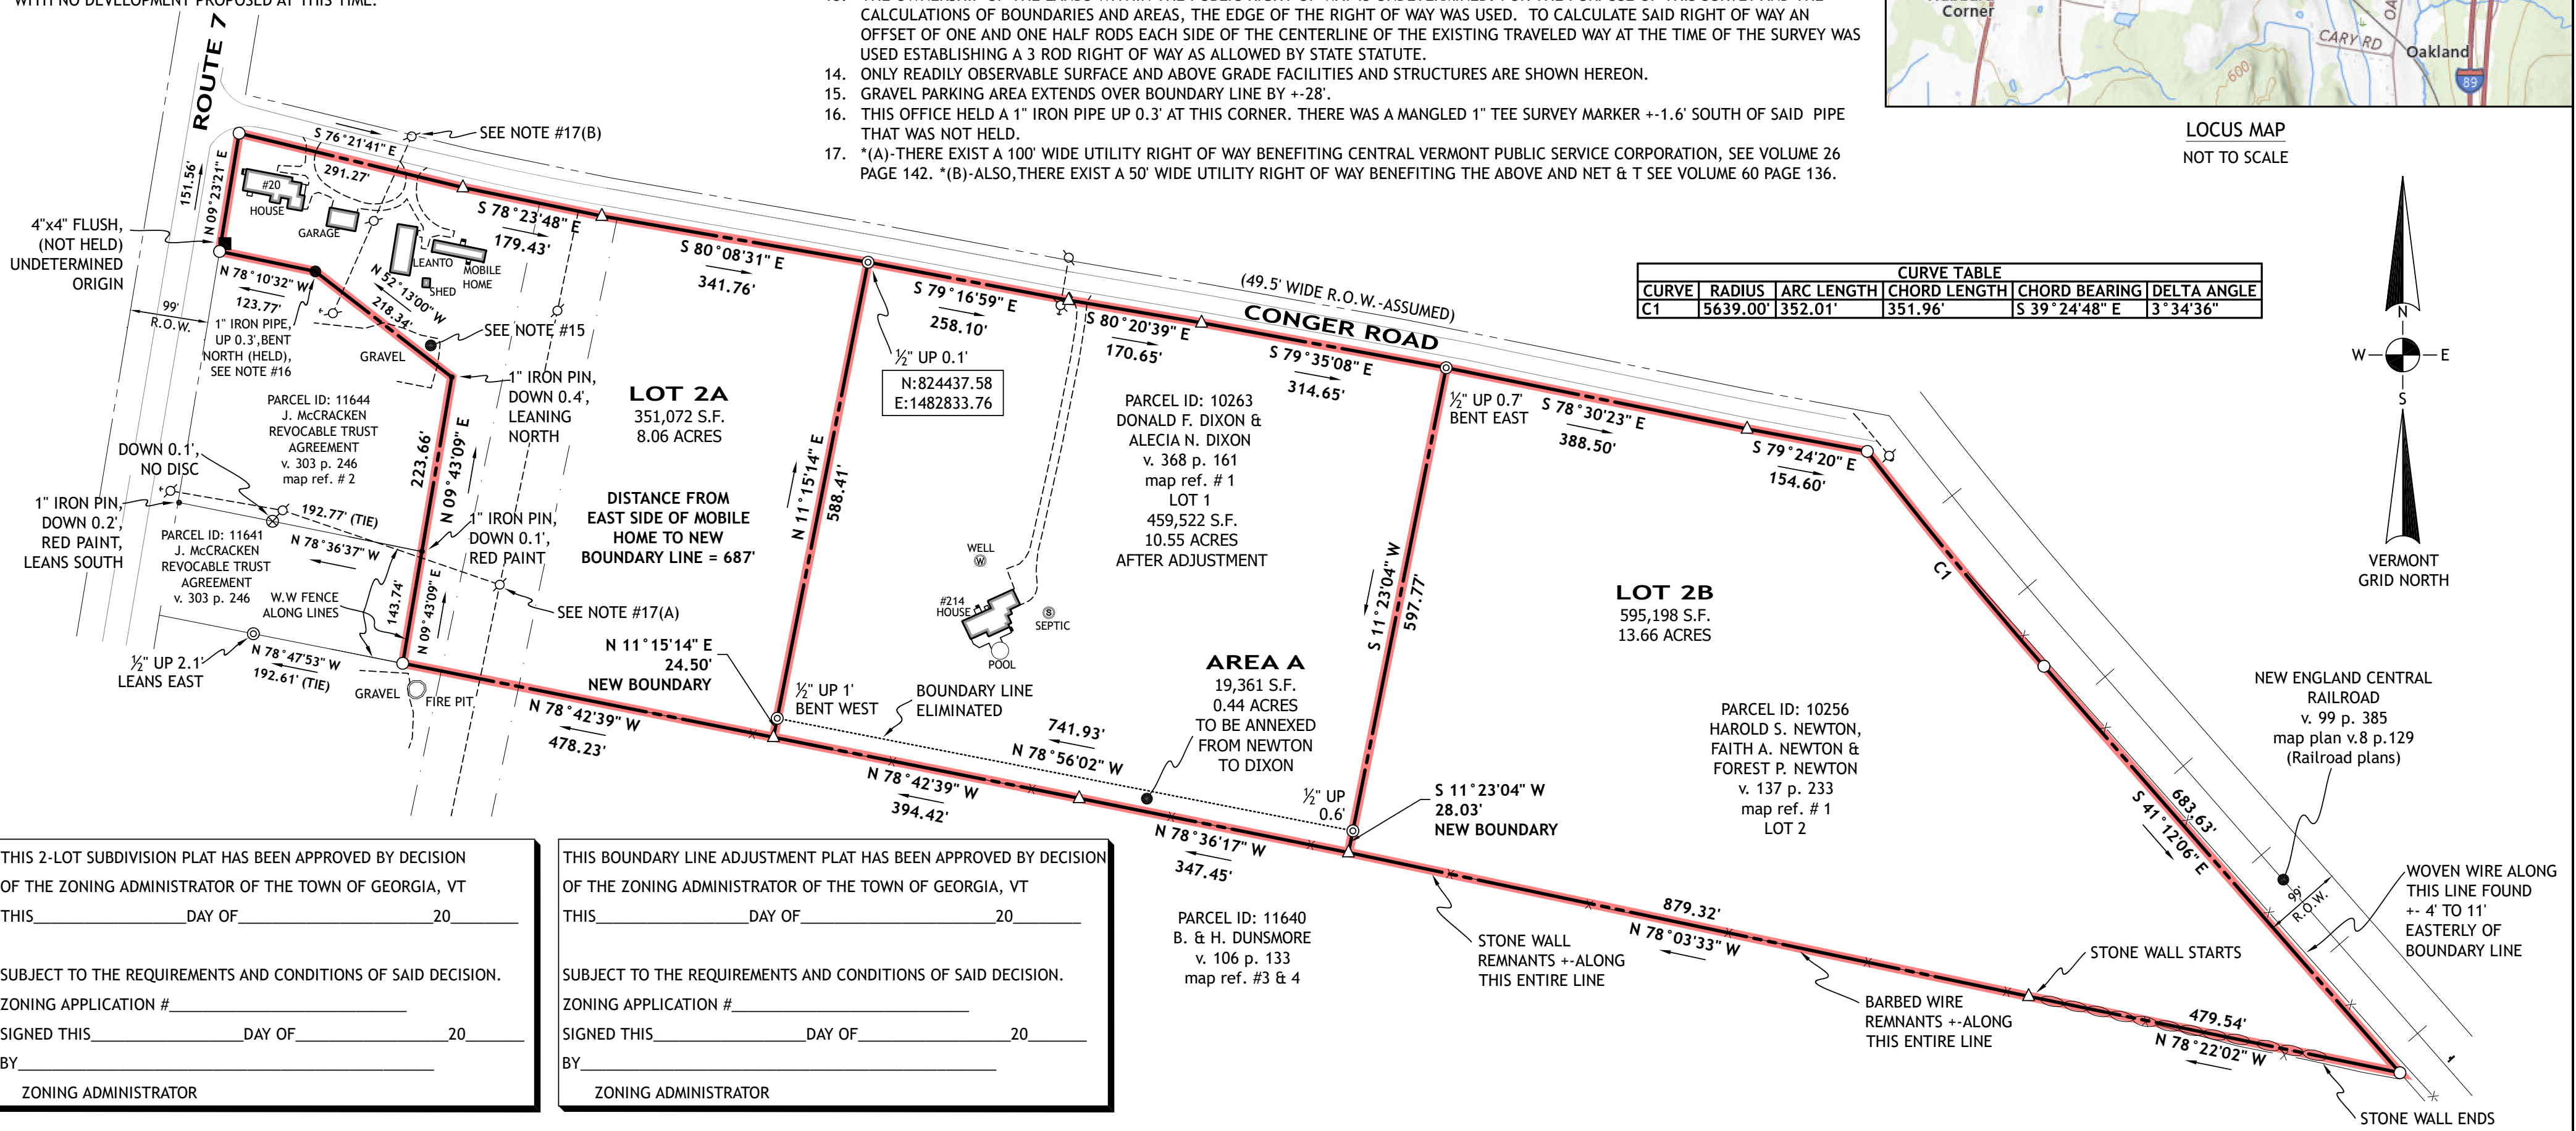 WITH NO DEVELOPMENT PROPOSED AT THIS TIME.
CALCULATIONS OF BOUNDARIES AND AREAS, THE EDGE OF THE RIGHT OF WAY WAS USED. TO CALCULATE SAID RIGHT OF WAY AN
OFFSET OF ONE AND ONE HALF RODS EACH SIDE OF THE CENTERLINE OF THE EXISTING TRAVELED WAY AT THE TIME OF THE SURVEY WAS
USED ESTABLISHING A 3 ROD RIGHT OF WAY AS ALLOWED BY STATE STATUTE.
14. ONLY READILY OBSERVABLE SURFACE AND ABOVE GRADE FACILITIES AND STRUCTURES ARE SHOWN HEREON.
15. GRAVEL PARKING AREA EXTENDS OVER BOUNDARY LINE BY +-28'.
16. THIS OFFICE HELD A 1" IRON PIPE UP 0.3' AT THIS CORNER. THERE WAS A MANGLED 1" TEE SURVEY MARKER +-1.6' SOUTH OF SAID PIPE
THAT WAS NOT HELD.
17. *(A)-THERE EXIST A 100' WIDE UTILITY RIGHT OF WAY BENEFITING CENTRAL VERMONT PUBLIC SERVICE CORPORATION, SEE VOLUME 26
PAGE 142. *(B)-ALSO,THERE EXIST A 50' WIDE UTILITY RIGHT OF WAY BENEFITING THE ABOVE AND NET & T SEE VOLUME 60 PAGE 136.
Corner
CARY RD
Oakland
600
89
LOCUS MAP
NOT TO SCALE
N
W
E
S
VERMONT
GRID NORTH
CURVE TABLE
CURVE RADIUS ARC LENGTH CHORD LENGTH CHORD BEARING DELTA ANGLE
C1 5639.00' 352.01' 351.96' S 39°24'48" E 3°34'36"
ROUTE 7
SEE NOTE #17(B)
S 76°21'41" E
291.27'
151.56'
N 09°23'21" E
#20
HOUSE
GARAGE
LEANTO
MOBILE
HOME
SHED
4"x4" FLUSH,
(NOT HELD)
UNDETERMINED
ORIGIN
S 78°23'48" E
179.43'
N 78°10'32" W
123.77'
N 52°13'00" W
218.34'
99'
R.O.W.
1" IRON PIPE,
UP 0.3',BENT
NORTH (HELD),
SEE NOTE #16
SEE NOTE #15
GRAVEL
1" IRON PIN,
DOWN 0.4',
LEANING
NORTH
PARCEL ID: 11644
J. McCRACKEN
REVOCABLE TRUST
AGREEMENT
v. 303 p. 246
map ref. # 2
223.66'
N 09°43'09" E
DOWN 0.1',
NO DISC
1" IRON PIN,
DOWN 0.2',
RED PAINT,
LEANS SOUTH
192.77' (TIE)
N 78°36'37" W
1" IRON PIN,
DOWN 0.1',
RED PAINT
PARCEL ID: 11641
J. McCRACKEN
REVOCABLE TRUST
AGREEMENT
v. 303 p. 246
W.W FENCE
ALONG LINES
143.74'
N 09°43'09" E
SEE NOTE #17(A)
½" UP 2.1'
LEANS EAST
N 78°47'53" W
192.61' (TIE)
GRAVEL
FIRE PIT
S 80°08'31" E
341.76'
LOT 2A
351,072 S.F.
8.06 ACRES
DISTANCE FROM
EAST SIDE OF MOBILE
HOME TO NEW
BOUNDARY LINE = 687'
N 11°15'14" E
588.41'
N 11°15'14" E
24.50'
NEW BOUNDARY
N 78°42'39" W
478.23'
½" UP 0.1'
N:824437.58
E:1482833.76
S 79°16'59" E
258.10'
S 80°20'39" E
170.65'
(49.5' WIDE R.O.W.-ASSUMED)
CONGER ROAD
S 79°35'08" E
314.65'
PARCEL ID: 10263
DONALD F. DIXON &
ALECIA N. DIXON
v. 368 p. 161
map ref. # 1
LOT 1
459,522 S.F.
10.55 ACRES
AFTER ADJUSTMENT
WELL
W
#214
HOUSE
S
SEPTIC
POOL
½" UP 1'
BENT WEST
BOUNDARY LINE
ELIMINATED
741.93'
N 78°56'02" W
AREA A
19,361 S.F.
0.44 ACRES
TO BE ANNEXED
FROM NEWTON
TO DIXON
N 78°42'39" W
394.42'
½" UP
0.6'
S 11°23'04" W
28.03'
NEW BOUNDARY
N 78°36'17" W
347.45'
S 11°23'04" W
597.77'
½" UP 0.7'
BENT EAST
S 78°30'23" E
388.50'
S 79°24'20" E
154.60'
C1
LOT 2B
595,198 S.F.
13.66 ACRES
PARCEL ID: 10256
HAROLD S. NEWTON,
FAITH A. NEWTON &
FOREST P. NEWTON
v. 137 p. 233
map ref. # 1
LOT 2
NEW ENGLAND CENTRAL
RAILROAD
v. 99 p. 385
map plan v.8 p.129
(Railroad plans)
683.63'
S 41°12'06" E
99'
R.O.W.
WOVEN WIRE ALONG
THIS LINE FOUND
+- 4' TO 11'
EASTERLY OF
BOUNDARY LINE
PARCEL ID: 11640
B. & H. DUNSMORE
v. 106 p. 133
map ref. #3 & 4
STONE WALL
REMNANTS +-ALONG
THIS ENTIRE LINE
879.32'
N 78°03'33" W
BARBED WIRE
REMNANTS +-ALONG
THIS ENTIRE LINE
STONE WALL STARTS
479.54'
N 78°22'02" W
STONE WALL ENDS
THIS 2-LOT SUBDIVISION PLAT HAS BEEN APPROVED BY DECISION
OF THE ZONING ADMINISTRATOR OF THE TOWN OF GEORGIA, VT
THIS__________DAY OF__________20_____
SUBJECT TO THE REQUIREMENTS AND CONDITIONS OF SAID DECISION.
ZONING APPLICATION #__________
SIGNED THIS__________DAY OF__________20_____
BY__________
ZONING ADMINISTRATOR
THIS BOUNDARY LINE ADJUSTMENT PLAT HAS BEEN APPROVED BY DECISION
OF THE ZONING ADMINISTRATOR OF THE TOWN OF GEORGIA, VT
THIS__________DAY OF__________20_____
SUBJECT TO THE REQUIREMENTS AND CONDITIONS OF SAID DECISION.
ZONING APPLICATION #__________
SIGNED THIS__________DAY OF__________20_____
BY__________
ZONING ADMINISTRATOR